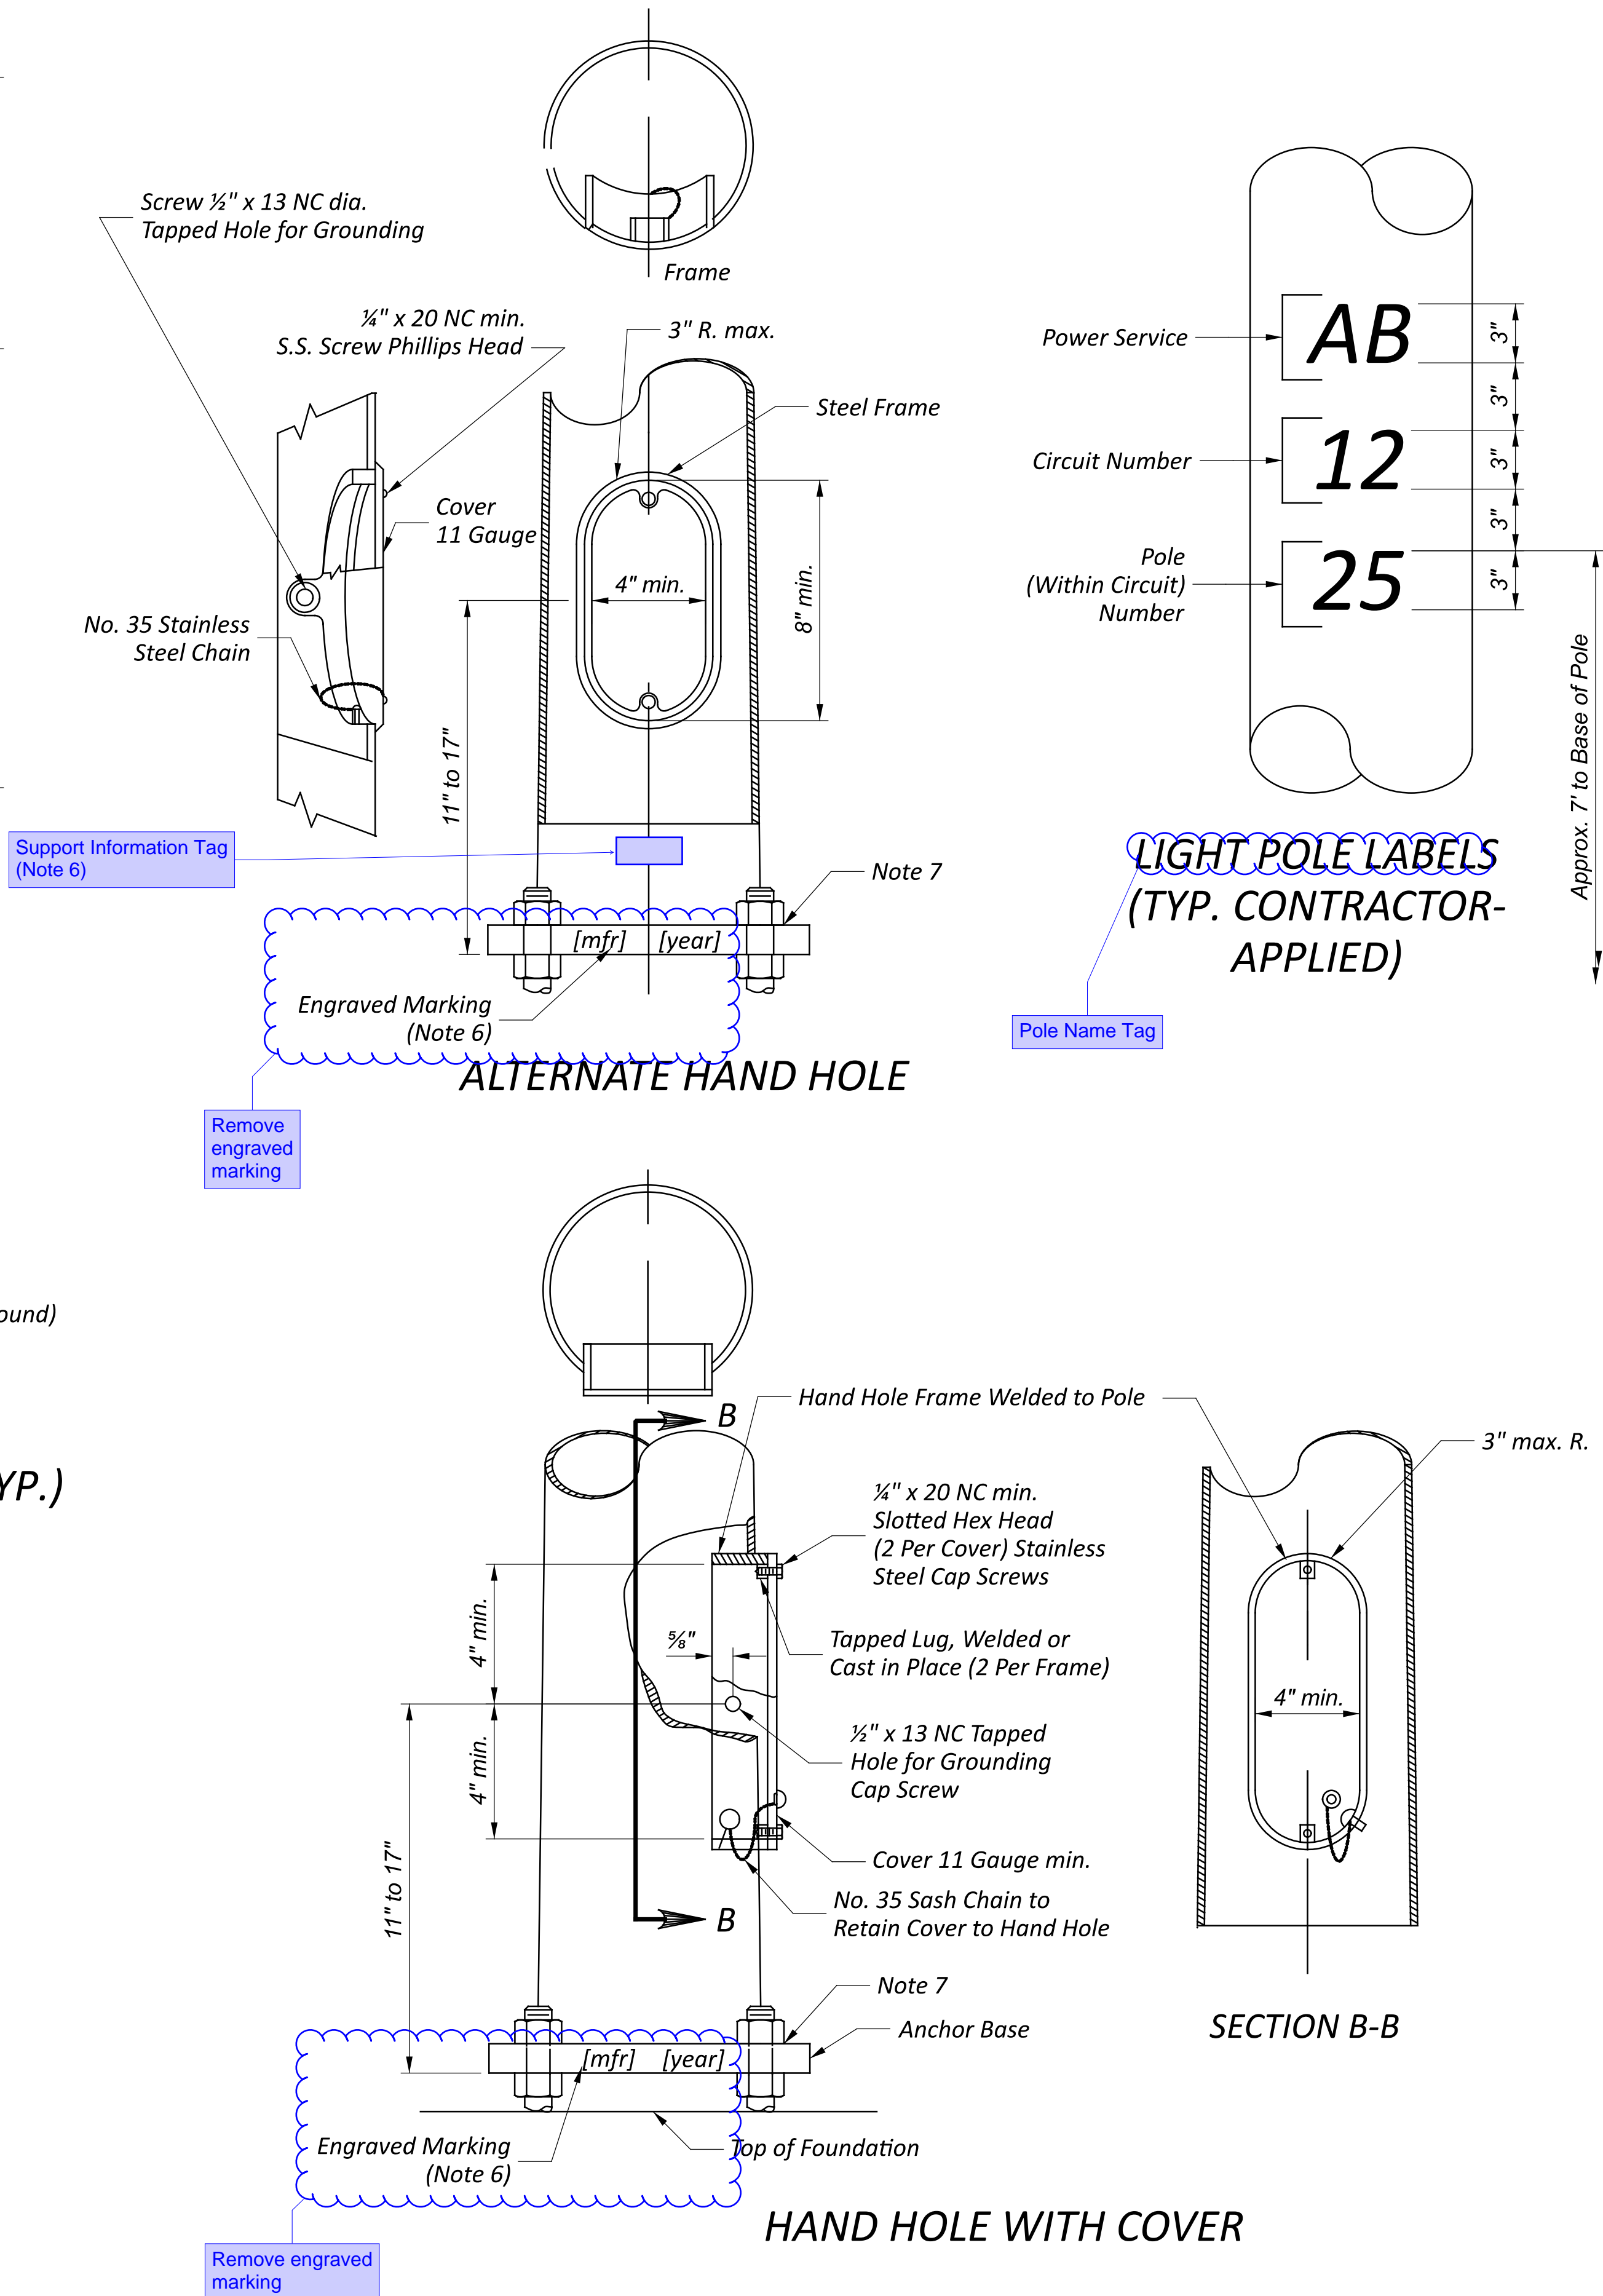 Screw ½" x 13 NC dia.
Tapped Hole for Grounding
Frame
¼" x 20 NC min.
S.S. Screw Phillips Head
3" R. max.
Steel Frame
Cover
11 Gauge
4" min.
8" min.
No. 35 Stainless
Steel Chain
11" to 17"
Support Information Tag
(Note 6)
Note 7
[mfr] [year]
Engraved Marking
(Note 6)
ALTERNATE HAND HOLE
Remove
engraved
marking
Power Service
AB
3"
3"
Circuit Number
12
3"
3"
Pole
(Within Circuit)
Number
25
3"
Approx. 7' to Base of Pole
LIGHT POLE LABELS
(TYP. CONTRACTOR-
APPLIED)
Pole Name Tag
ound)
YP.)
Hand Hole Frame Welded to Pole
B
3" max. R.
¼" x 20 NC min.
Slotted Hex Head
(2 Per Cover) Stainless
Steel Cap Screws
4" min.
⅝"
Tapped Lug, Welded or
Cast in Place (2 Per Frame)
4" min.
½" x 13 NC Tapped
Hole for Grounding
Cap Screw
4" min.
11" to 17"
Cover 11 Gauge min.
No. 35 Sash Chain to
Retain Cover to Hand Hole
B
Note 7
Anchor Base
SECTION B-B
[mfr] [year]
Engraved Marking
(Note 6)
Top of Foundation
HAND HOLE WITH COVER
Remove engraved
marking